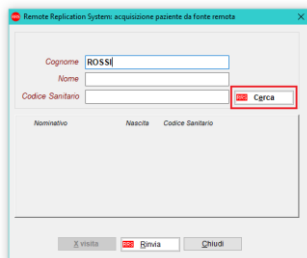 Remote Replication System: acquisizione paziente da fonte remota
Cognome ROSSI
Nome
Codice Sanitario Cerca
Nominativo Nascita Codice Sanitario
X visita Rinvia Chiudi